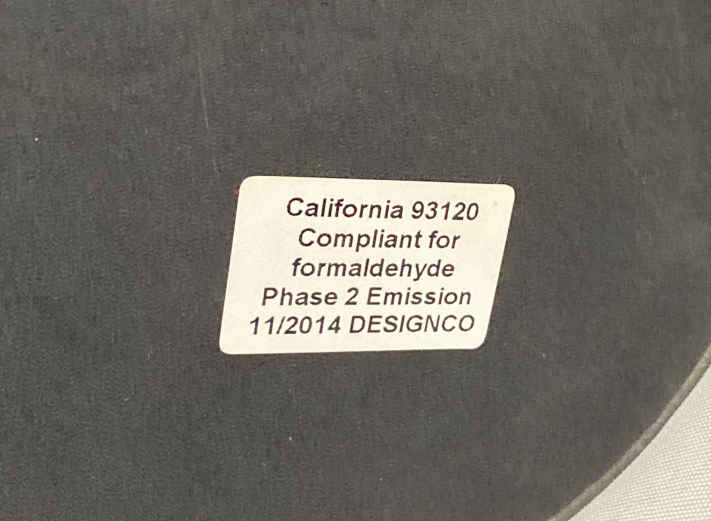 California 93120
Compliant for
formaldehyde
Phase 2 Emission
11/2014 DESIGNCO